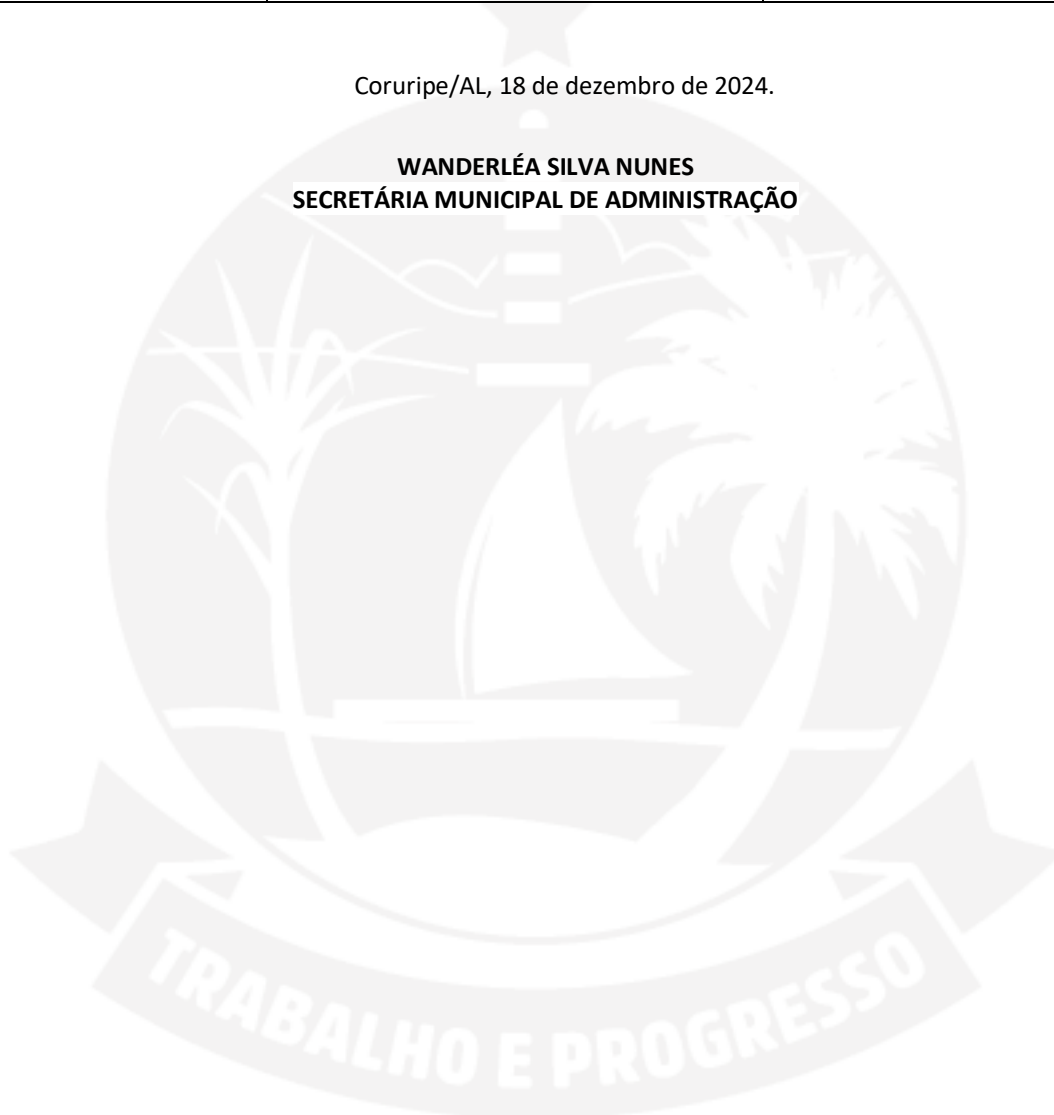 Coruripe/AL, 18 de dezembro de 2024.
WANDERLÉA SILVA NUNES
SECRETÁRIA MUNICIPAL DE ADMINISTRAÇÃO
TRABALHO E PROGRESSO